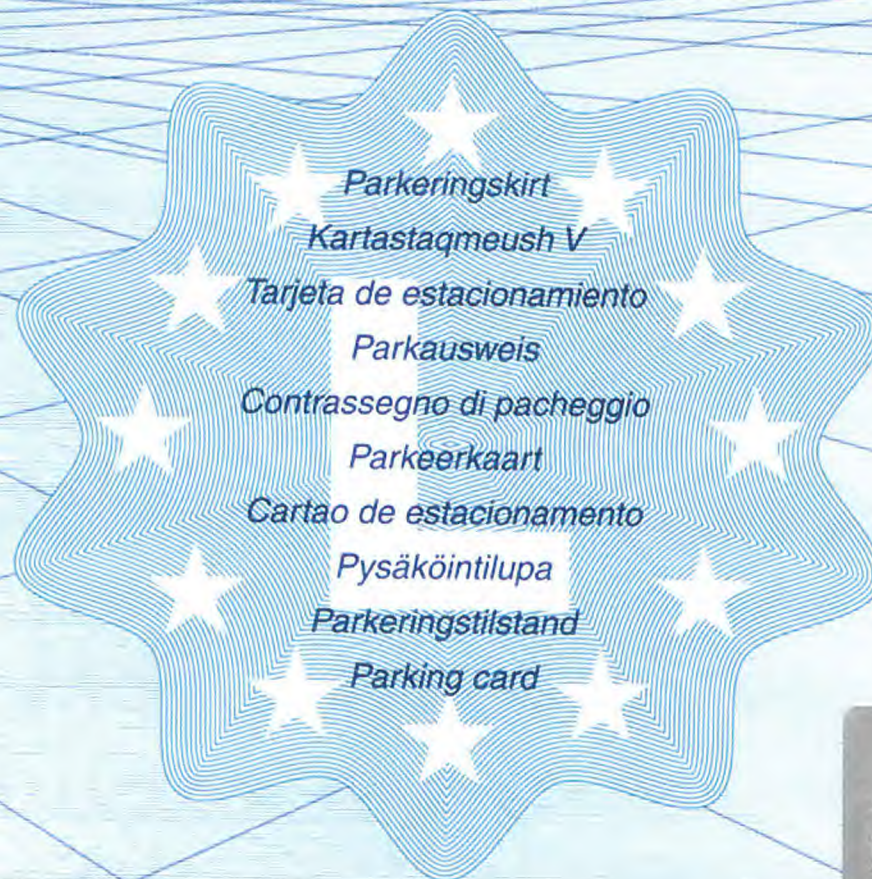 Parkeringskirt
Kartastaqmeush V
Tarjeta de estacionamiento
Parkausweis
Contrassegno di pacheggio
Parkeerkaart
Cartao de estacionamento
Pysäköintilupa
Parkeringstilstand
Parking card
L